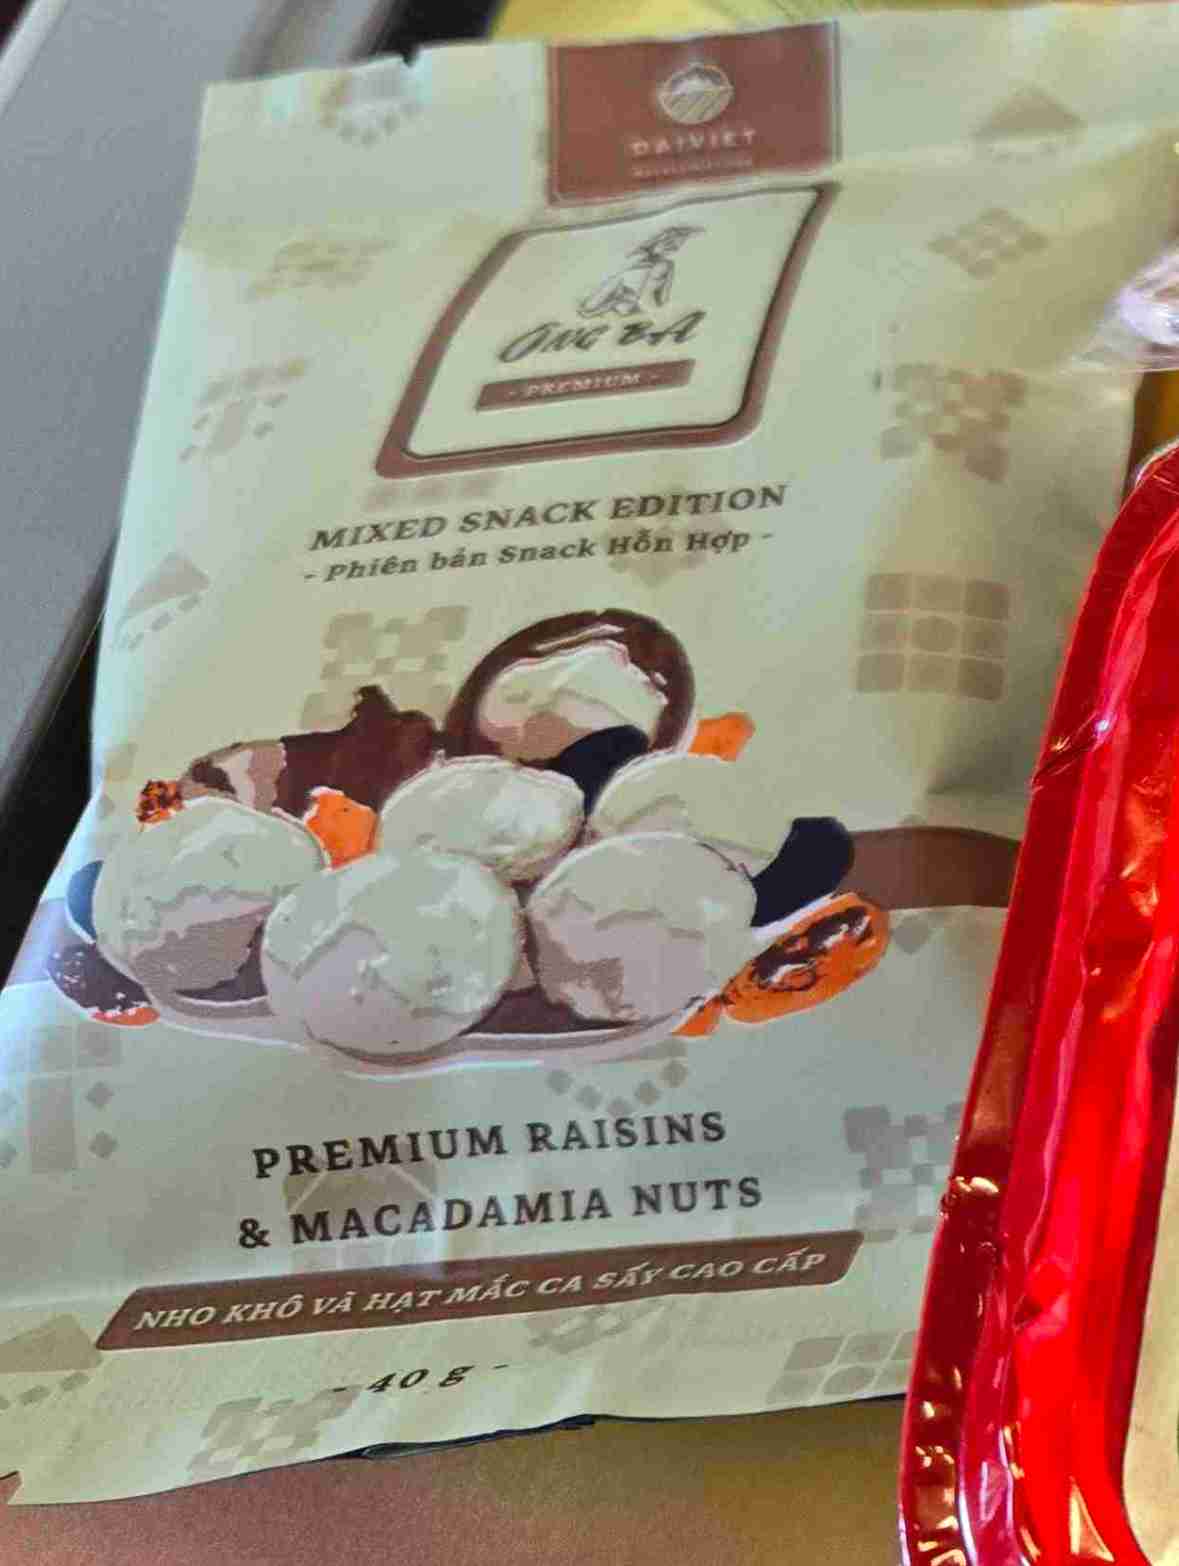 DAIVIET
ÔNG BA
- PREMIUM -
MIXED SNACK EDITION
- Phiên bản Snack Hỗn Hợp -
PREMIUM RAISINS
& MACADAMIA NUTS
NHO KHÔ VÀ HẠT MẮC CA SẤY CAO CẤP
- 40 g -